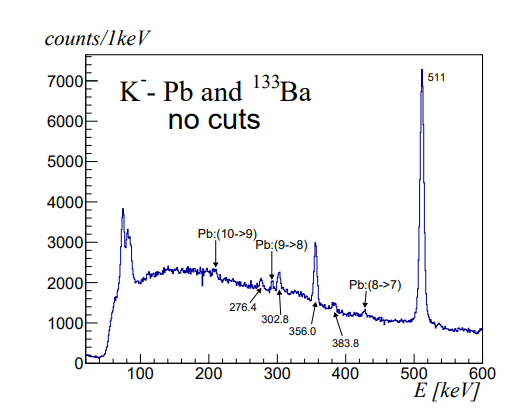 counts/1keV
K⁻- Pb and ¹³³Ba
no cuts
7000
6000
5000
4000
3000
2000
1000
0
511
Pb:(10->9)
Pb:(9->8)
Pb:(8->7)
276.4
302.8
356.0
383.8
100 200 300 400 500 600
E [keV]